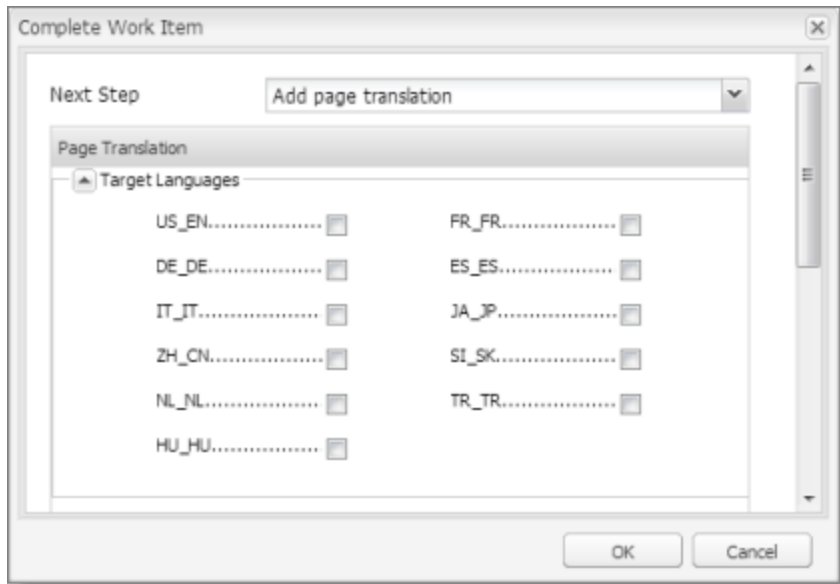 Complete Work Item
Next Step Add page translation
Page Translation
Target Languages
US_EN................... FR_FR...................
DE_DE.................. ES_ES...................
IT_IT.................... JA_JP...................
ZH_CN.................. SI_SK....................
NL_NL................... TR_TR...................
HU_HU..................
OK Cancel